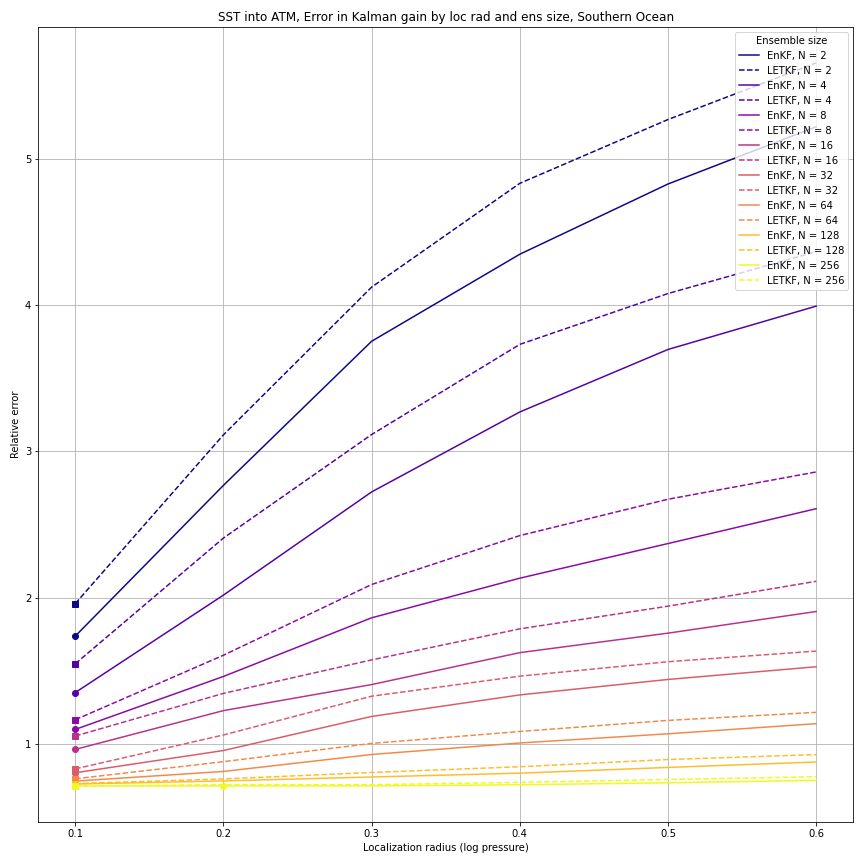 SST into ATM, Error in Kalman gain by loc rad and ens size, Southern Ocean
Ensemble size
EnKF, N = 2
LETKF, N = 2
EnKF, N = 4
LETKF, N = 4
EnKF, N = 8
LETKF, N = 8
EnKF, N = 16
LETKF, N = 16
EnKF, N = 32
LETKF, N = 32
EnKF, N = 64
LETKF, N = 64
EnKF, N = 128
LETKF, N = 128
EnKF, N = 256
LETKF, N = 256
Relative error
5
4
3
2
1
0.1 0.2 0.3 0.4 0.5 0.6
Localization radius (log pressure)